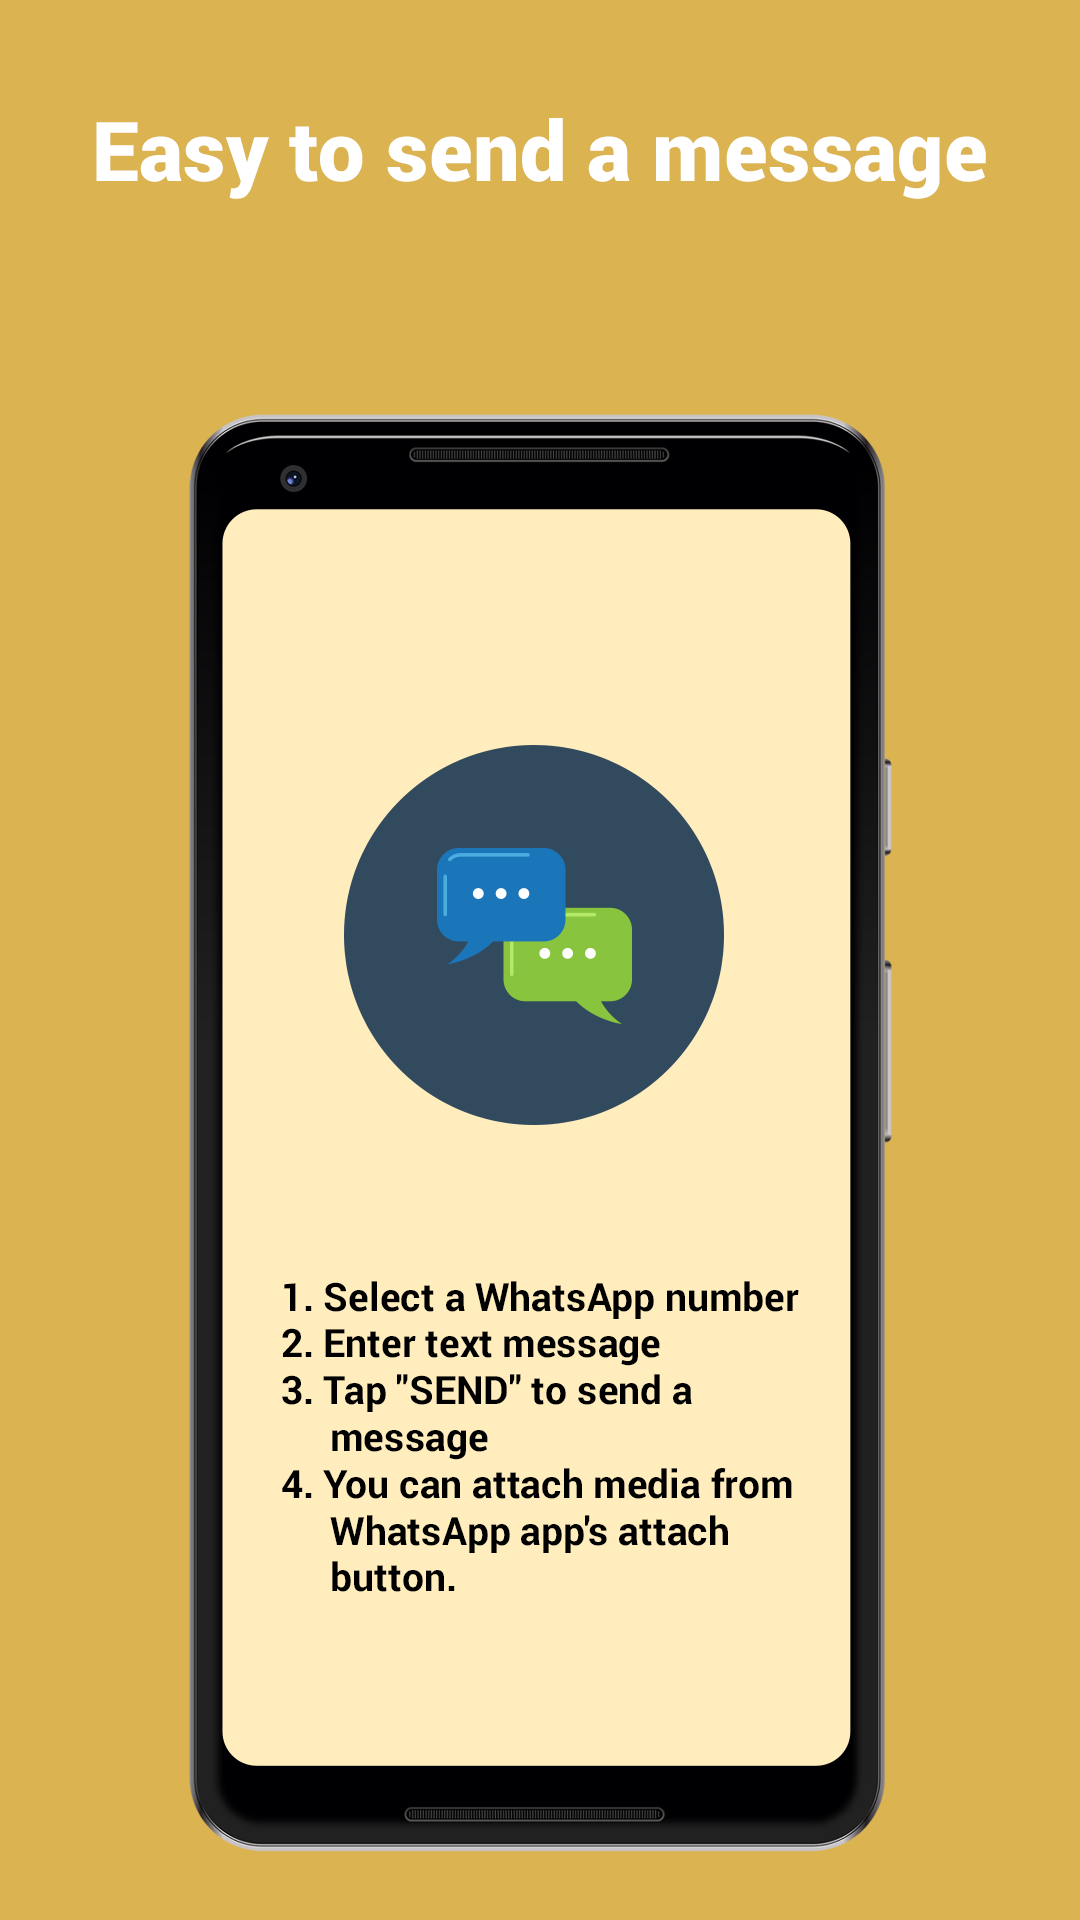 Easy to send a message
1. Select a WhatsApp number
2. Enter text message
3. Tap "SEND" to send a
message
4. You can attach media from
WhatsApp app's attach
button.